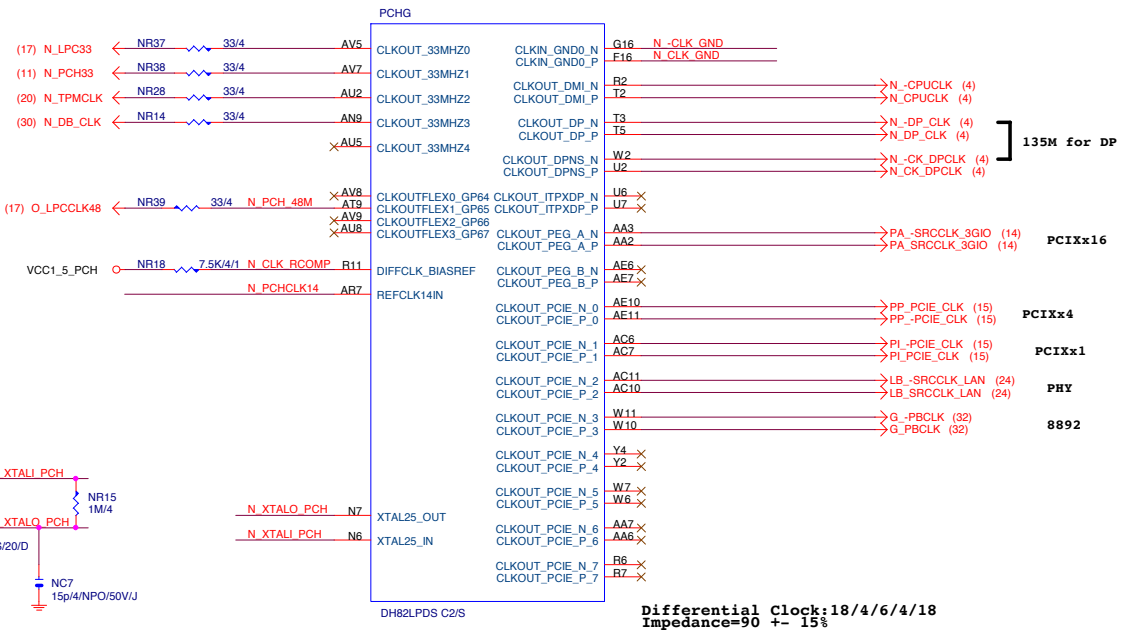 PCHG
(17) N_LPC33 NR37 33/4 AV5 CLKOUT_33MHZ0
(11) N_PCH33 NR38 33/4 AV7 CLKOUT_33MHZ1
(20) N_TPMCLK NR28 33/4 AU2 CLKOUT_33MHZ2
(30) N_DB_CLK NR14 33/4 AN9 CLKOUT_33MHZ3
AU5 CLKOUT_33MHZ4
AV8 CLKOUTFLEX0_GP64
(17) O_LPCCLK48 NR39 33/4 N_PCH_48M AT9 CLKOUTFLEX1_GP65
AV9 CLKOUTFLEX2_GP66
AU8 CLKOUTFLEX3_GP67
VCC1_5_PCH NR18 7.5K/4/1 N_CLK_RCOMP R11 DIFFCLK_BIASREF
N_PCHCLK14 AR7 REFCLK14IN
N_XTALO_PCH N7 XTAL25_OUT
N_XTALI_PCH N6 XTAL25_IN
CLKIN_GND0_N G16 N_-CLK_GND
CLKIN_GND0_P F16 N_CLK_GND
CLKOUT_DMI_N R2 N_-CPUCLK (4)
CLKOUT_DMI_P T2 N_CPUCLK (4)
CLKOUT_DP_N T3 N_-DP_CLK (4)
CLKOUT_DP_P T5 N_DP_CLK (4)
135M for DP
CLKOUT_DPNS_N W2 N_-CK_DPCLK (4)
CLKOUT_DPNS_P U2 N_CK_DPCLK (4)
CLKOUT_ITPXDP_N U6
CLKOUT_ITPXDP_P U7
CLKOUT_PEG_A_N AA3 PA_-SRCCLK_3GIO (14)
CLKOUT_PEG_A_P AA2 PA_SRCCLK_3GIO (14)
PCIXx16
CLKOUT_PEG_B_N AE6
CLKOUT_PEG_B_P AE7
CLKOUT_PCIE_N_0 AE10 PP_PCIE_CLK (15)
CLKOUT_PCIE_P_0 AE11 PP_-PCIE_CLK (15)
PCIXx4
CLKOUT_PCIE_N_1 AC6 PI_-PCIE_CLK (15)
CLKOUT_PCIE_P_1 AC7 PI_PCIE_CLK (15)
PCIXx1
CLKOUT_PCIE_N_2 AC11 LB_-SRCCLK_LAN (24)
CLKOUT_PCIE_P_2 AC10 LB_SRCCLK_LAN (24)
PHY
CLKOUT_PCIE_N_3 W11 G_-PBCLK (32)
CLKOUT_PCIE_P_3 W10 G_PBCLK (32)
8892
CLKOUT_PCIE_N_4 Y4
CLKOUT_PCIE_P_4 Y2
CLKOUT_PCIE_N_5 W7
CLKOUT_PCIE_P_5 W6
CLKOUT_PCIE_N_6 AA7
CLKOUT_PCIE_P_6 AA6
CLKOUT_PCIE_N_7 R6
CLKOUT_PCIE_P_7 R7
XTALI_PCH
NR15
1M/4
XTALO_PCH
/20/D
NC7
15p/4/NPO/50V/J
DH82LPDS C2/S
Differential Clock:18/4/6/4/18
Impedance=90 +- 15%